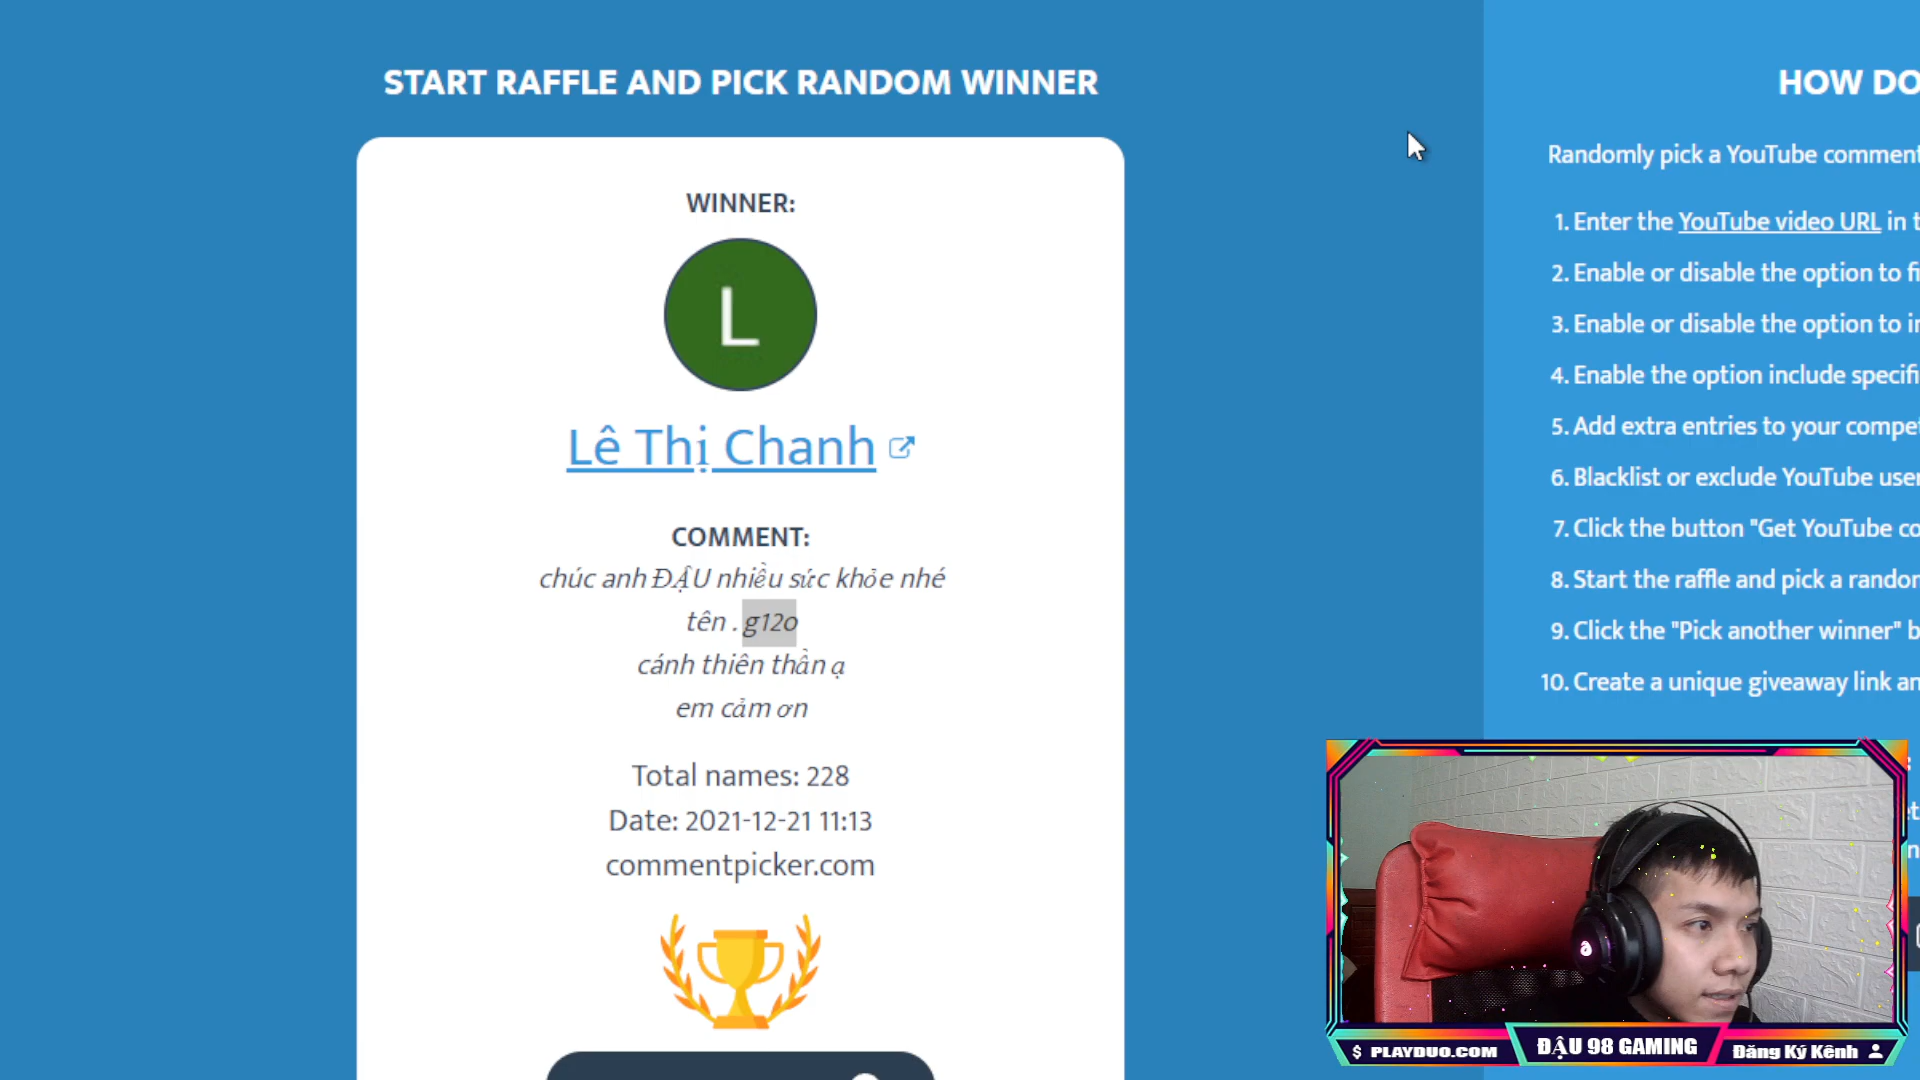 START RAFFLE AND PICK RANDOM WINNER
WINNER:
L
Lê Thị Chanh
COMMENT:
chúc anh ĐẬU nhiều sức khỏe nhé
tên . g12o
cánh thiên thần ạ
em cảm ơn
Total names: 228
Date: 2021-12-21 11:13
commentpicker.com
HOW DO
Randomly pick a YouTube comment
1. Enter the YouTube video URL in t
2. Enable or disable the option to fi
3. Enable or disable the option to in
4. Enable the option include specifi
5. Add extra entries to your compet
6. Blacklist or exclude YouTube user
7. Click the button "Get YouTube co
8. Start the raffle and pick a random
9. Click the "Pick another winner" b
10. Create a unique giveaway link an
$ PLAYDUO.COM
ĐẬU 98 GAMING
Đăng Ký Kênh